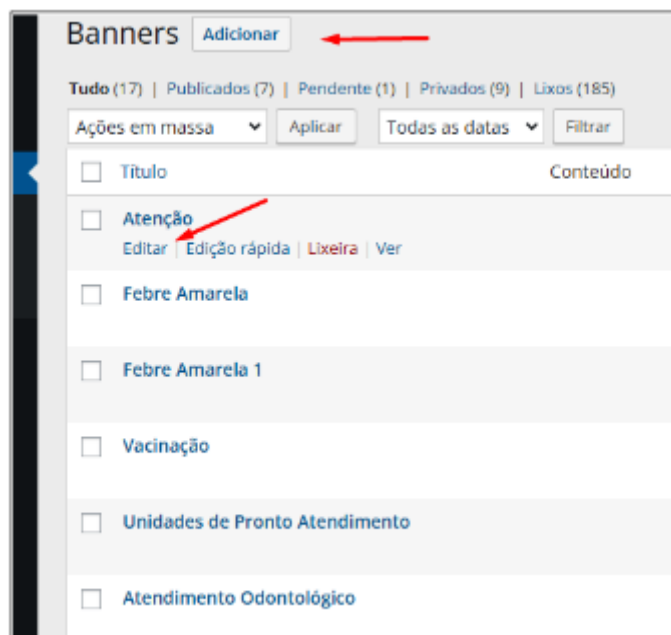 Banners Adicionar
Tudo (17) | Publicados (7) | Pendente (1) | Privados (9) | Lixos (185)
Ações em massa Aplicar Todas as datas Filtrar
Título Conteúdo
Atenção
Editar | Edição rápida | Lixeira | Ver
Febre Amarela
Febre Amarela 1
Vacinação
Unidades de Pronto Atendimento
Atendimento Odontológico